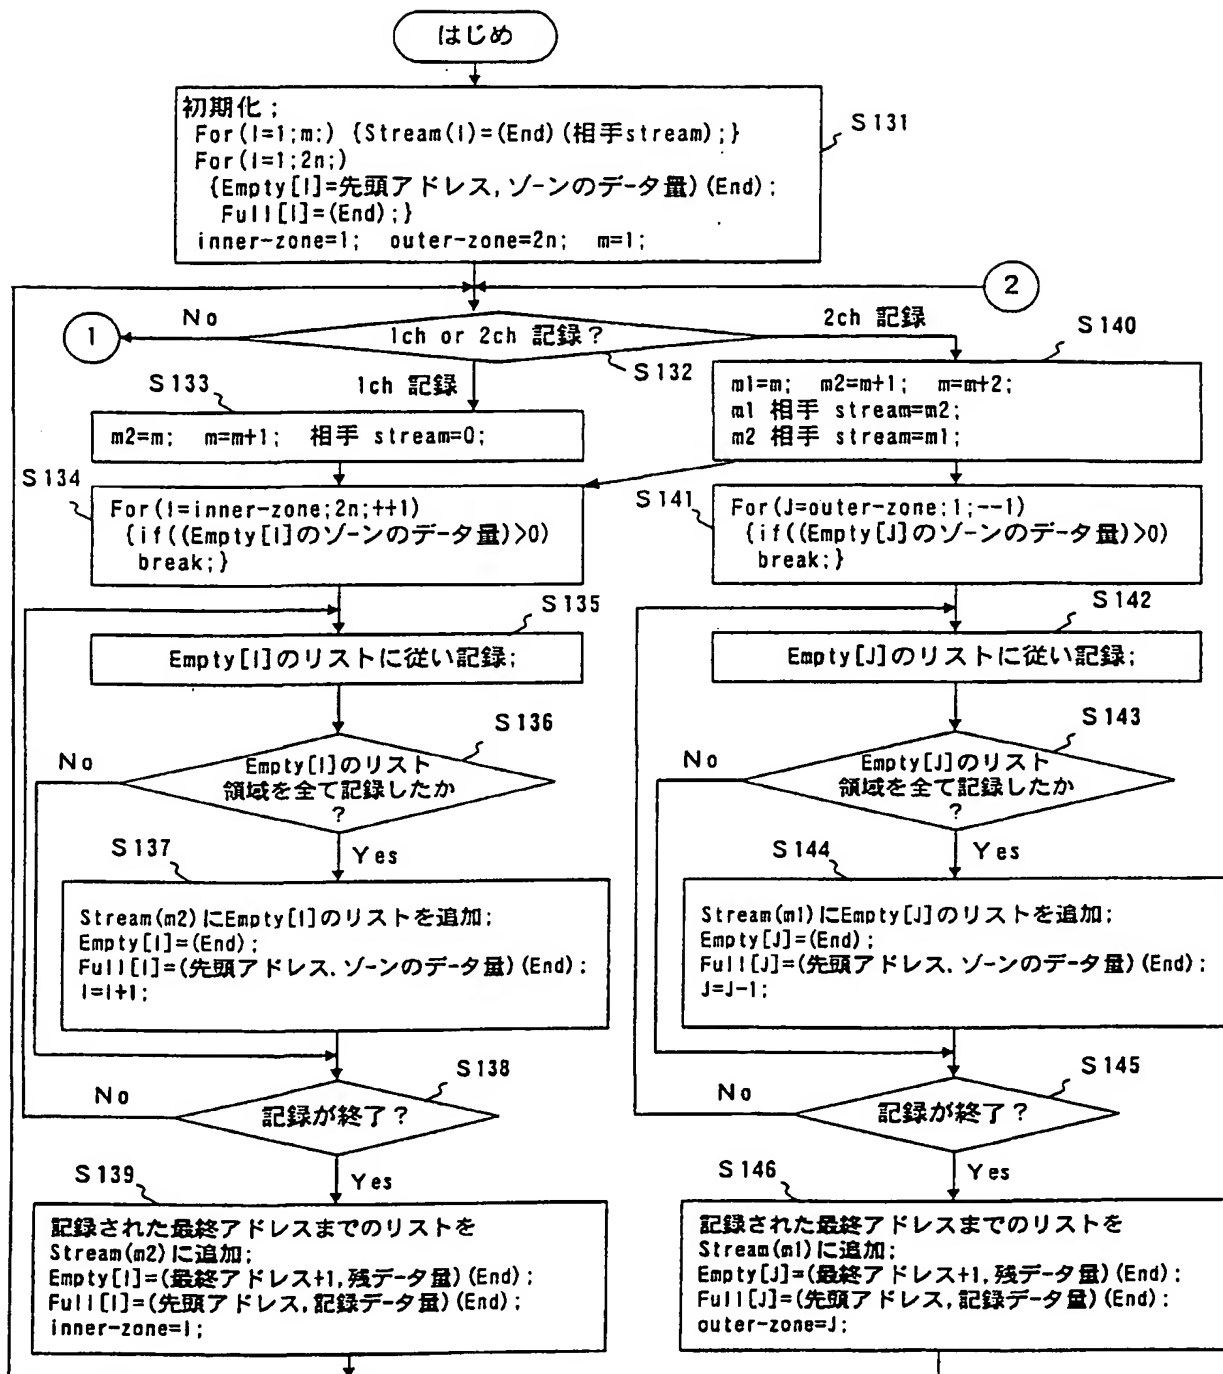 はじめ
初期化;
For(I=1;m;) {Stream(I)=(End)(相手stream);}
For(I=1;2n;)
{Empty[I]=先頭アドレス,ゾーンのデータ量)(End);
Full[I]=(End);}
inner-zone=1; outer-zone=2n; m=1;
S131
2
1
No
1ch or 2ch 記録?
2ch 記録
S132
1ch 記録
S133
m2=m; m=m+1; 相手 stream=0;
S140
m1=m; m2=m+1; m=m+2;
m1 相手 stream=m2;
m2 相手 stream=m1;
S134
For(I=inner-zone;2n;++1)
{if((Empty[I]のゾーンのデータ量)>0)
break;}
S141
For(J=outer-zone;1;--1)
{if((Empty[J]のゾーンのデータ量)>0)
break;}
S135
Empty[I]のリストに従い記録;
S142
Empty[J]のリストに従い記録;
S136
No
Empty[I]のリスト
領域を全て記録したか
?
Yes
S143
No
Empty[J]のリスト
領域を全て記録したか
?
Yes
S137
Stream(m2)にEmpty[I]のリストを追加;
Empty[I]=(End);
Full[I]=(先頭アドレス,ゾーンのデータ量)(End);
I=I+1;
S144
Stream(m1)にEmpty[J]のリストを追加;
Empty[J]=(End);
Full[J]=(先頭アドレス,ゾーンのデータ量)(End);
J=J-1;
S138
No
記録が終了?
Yes
S145
No
記録が終了?
Yes
S139
記録された最終アドレスまでのリストを
Stream(m2)に追加;
Empty[I]=(最終アドレス+1,残データ量)(End);
Full[I]=(先頭アドレス,記録データ量)(End);
inner-zone=I;
S146
記録された最終アドレスまでのリストを
Stream(m1)に追加;
Empty[J]=(最終アドレス+1,残データ量)(End);
Full[J]=(先頭アドレス,記録データ量)(End);
outer-zone=J;